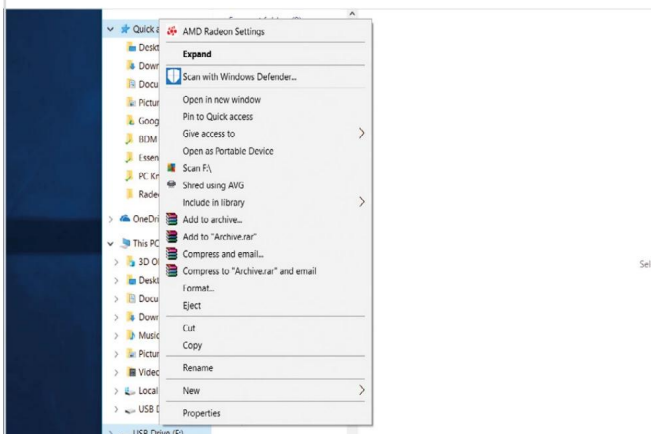 Quick a
Deskt
Down
Docu
Pictur
Goog
BDM
Essen
PC Kn
Rade
OneDri
This PC
3D O
Deskt
Docu
Down
Music
Pictur
Video
Local
USB D
USB Drive (F:)
AMD Radeon Settings
Expand
Scan with Windows Defender...
Open in new window
Pin to Quick access
Give access to
Open as Portable Device
Scan F:\
Shred using AVG
Include in library
Add to archive...
Add to "Archive.rar"
Compress and email...
Compress to "Archive.rar" and email
Format...
Eject
Cut
Copy
Rename
New
Properties
Sel